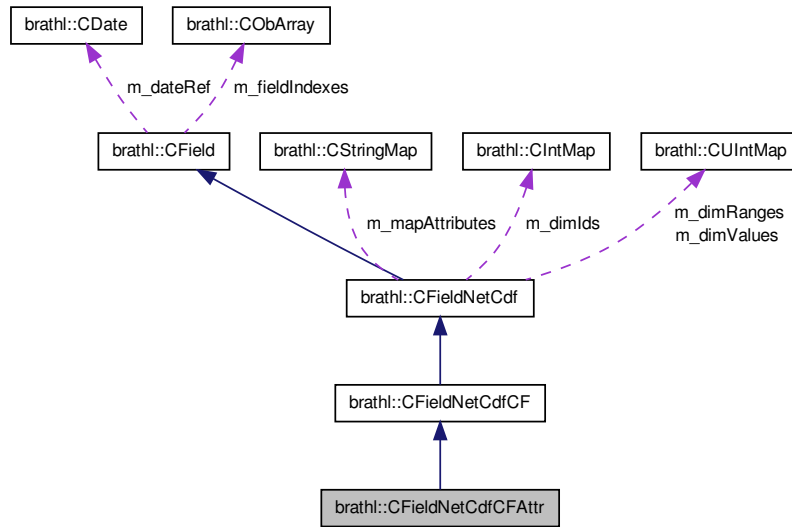 brathl::CDate
brathl::CObArray
m_dateRef
m_fieldIndexes
brathl::CField
brathl::CStringMap
brathl::CIntMap
brathl::CUIntMap
m_mapAttributes
m_dimIds
m_dimRanges
m_dimValues
brathl::CFieldNetCdf
brathl::CFieldNetCdfCF
brathl::CFieldNetCdfCFAttr